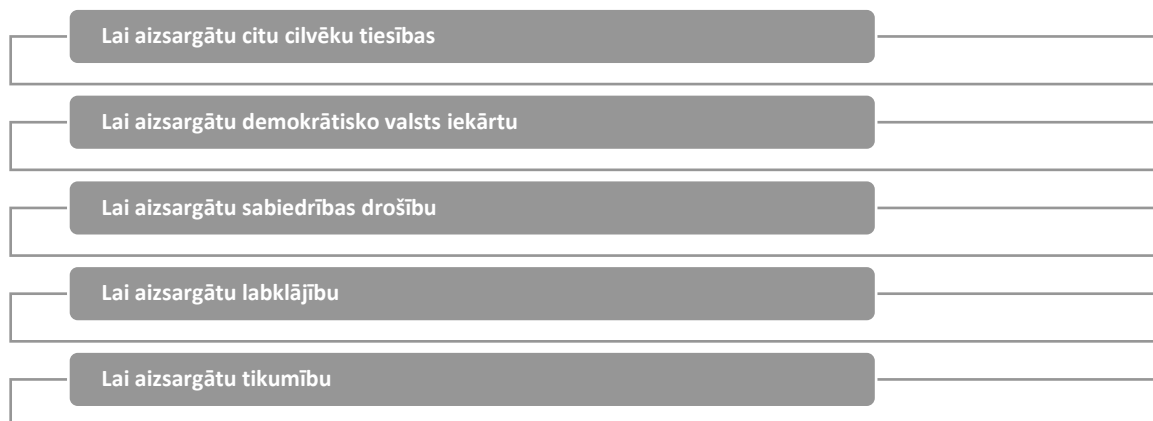 Lai aizsargātu citu cilvēku tiesības
Lai aizsargātu demokrātisko valsts iekārtu
Lai aizsargātu sabiedrības drošību
Lai aizsargātu labklājību
Lai aizsargātu tikumību